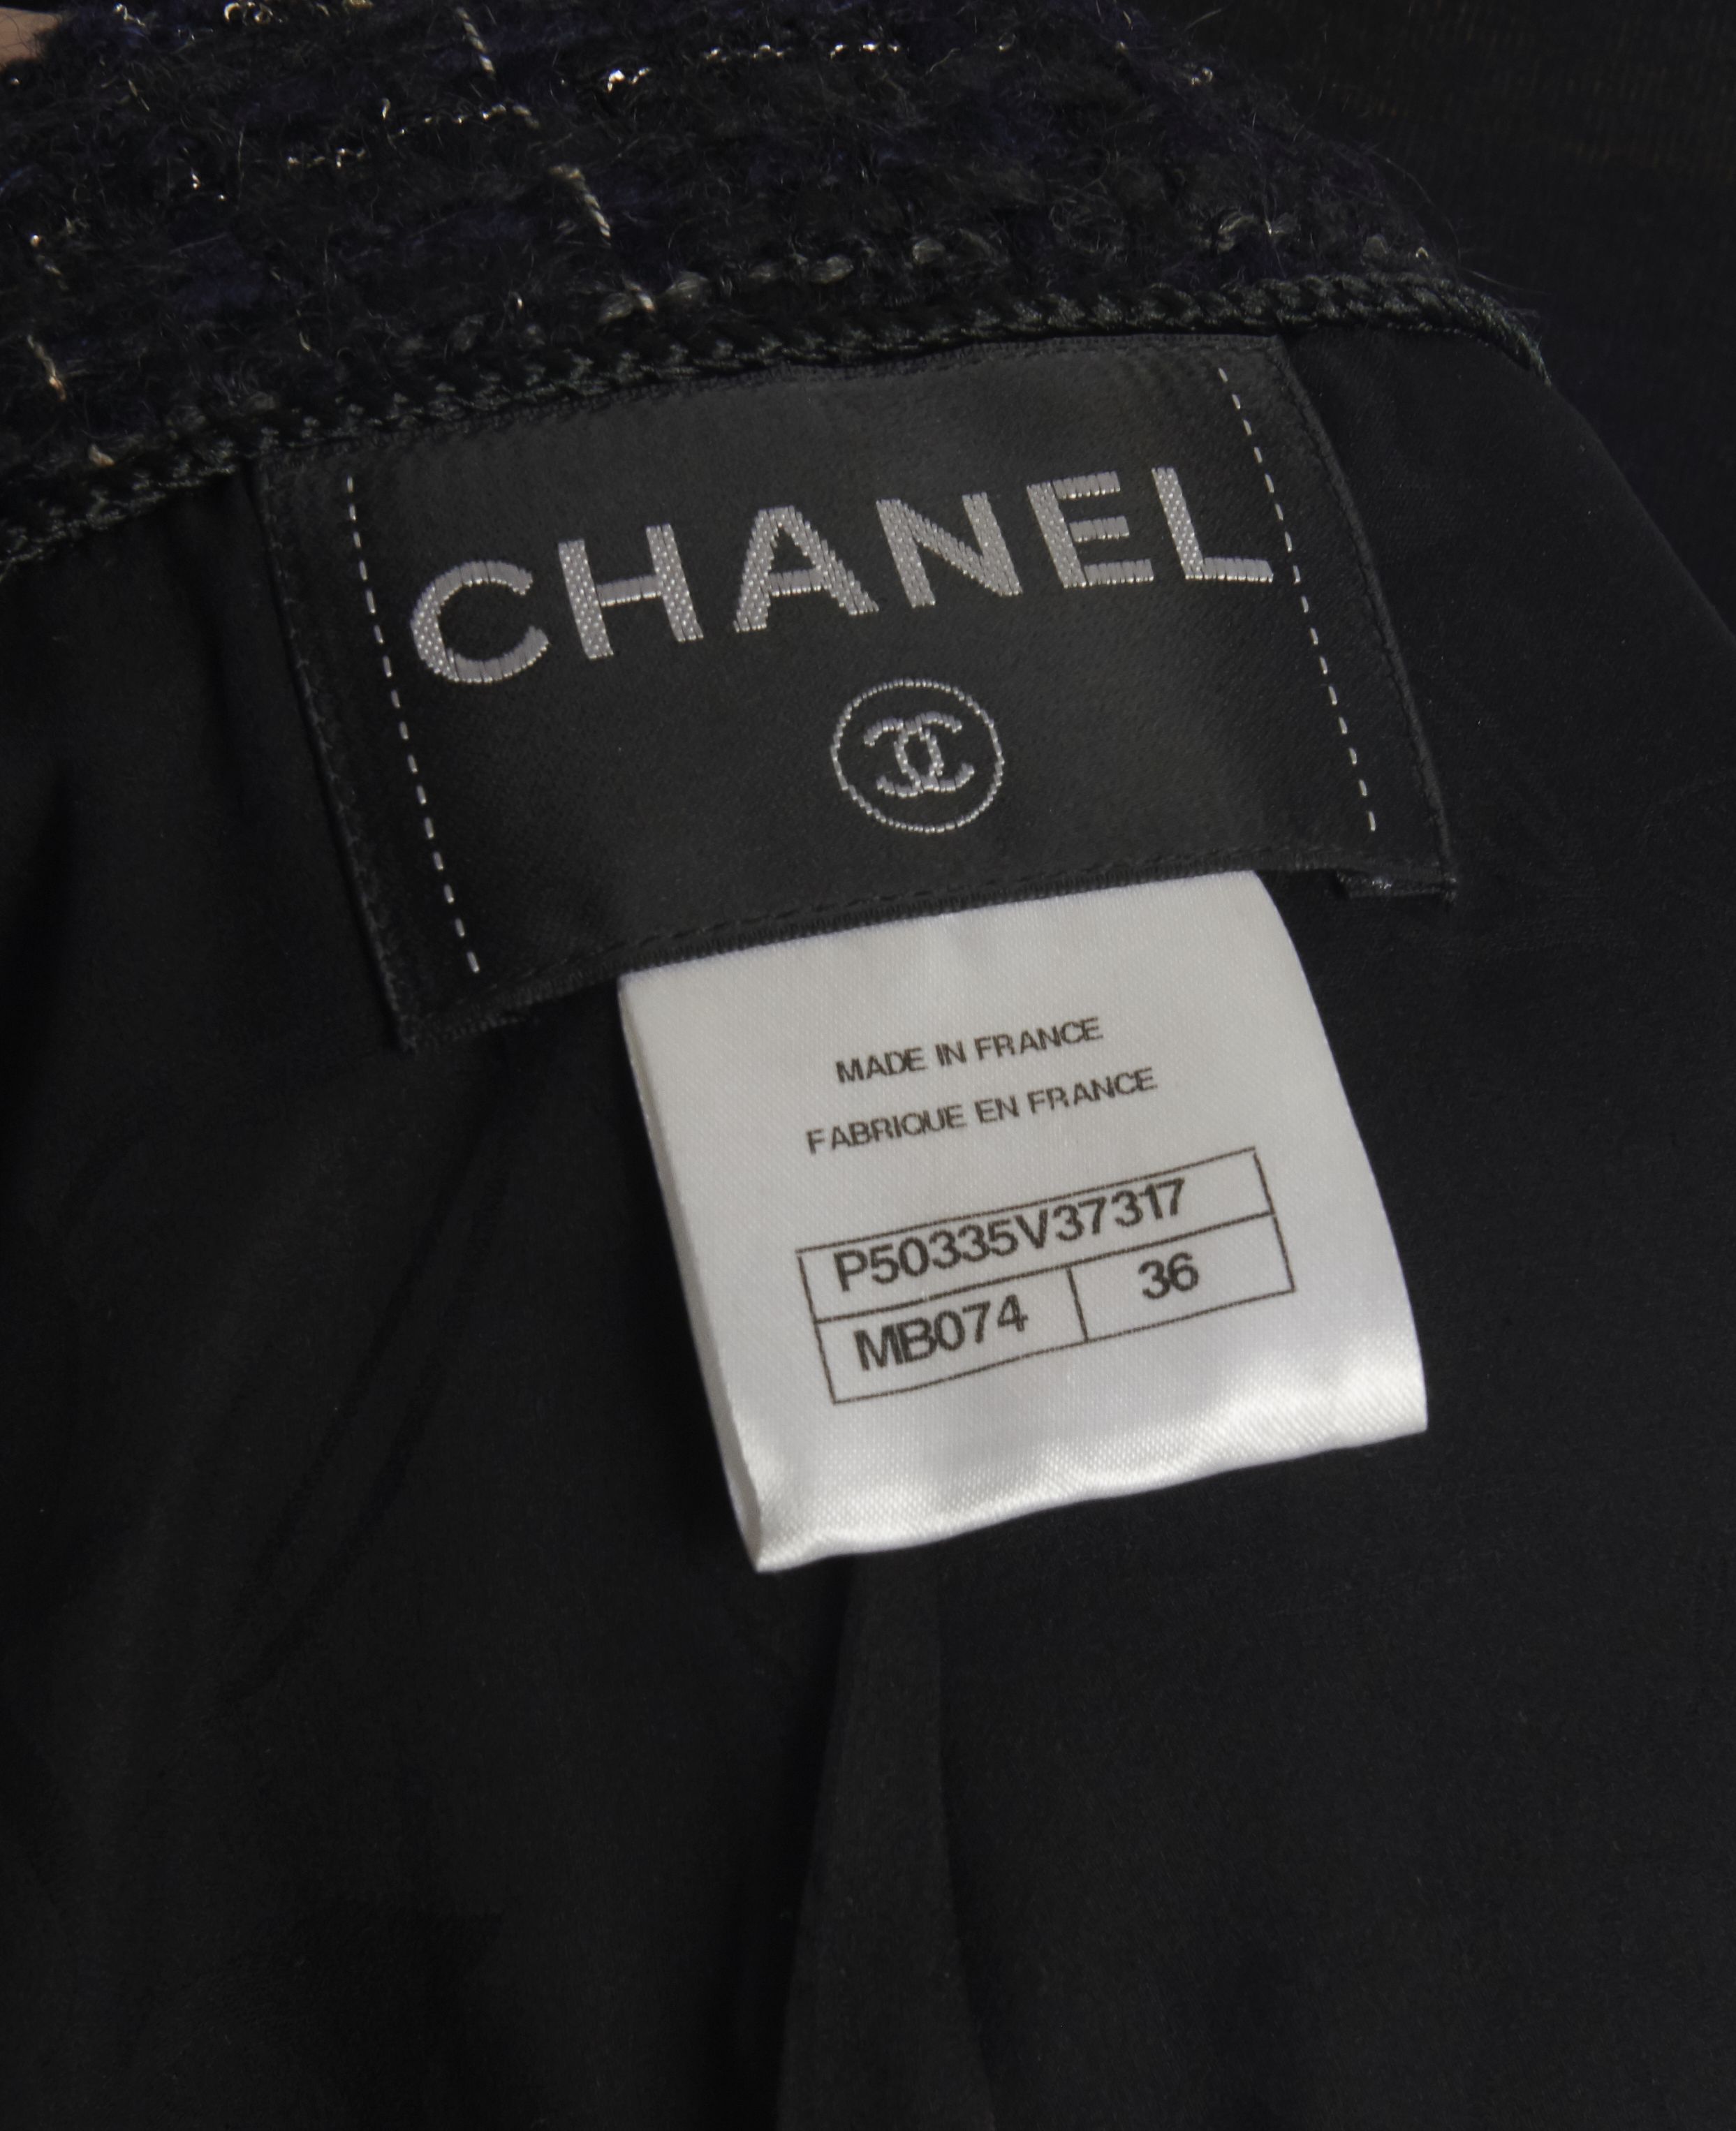 CHANEL
MADE IN FRANCE
FABRIQUE EN FRANCE
P50335V37317
MB074 36